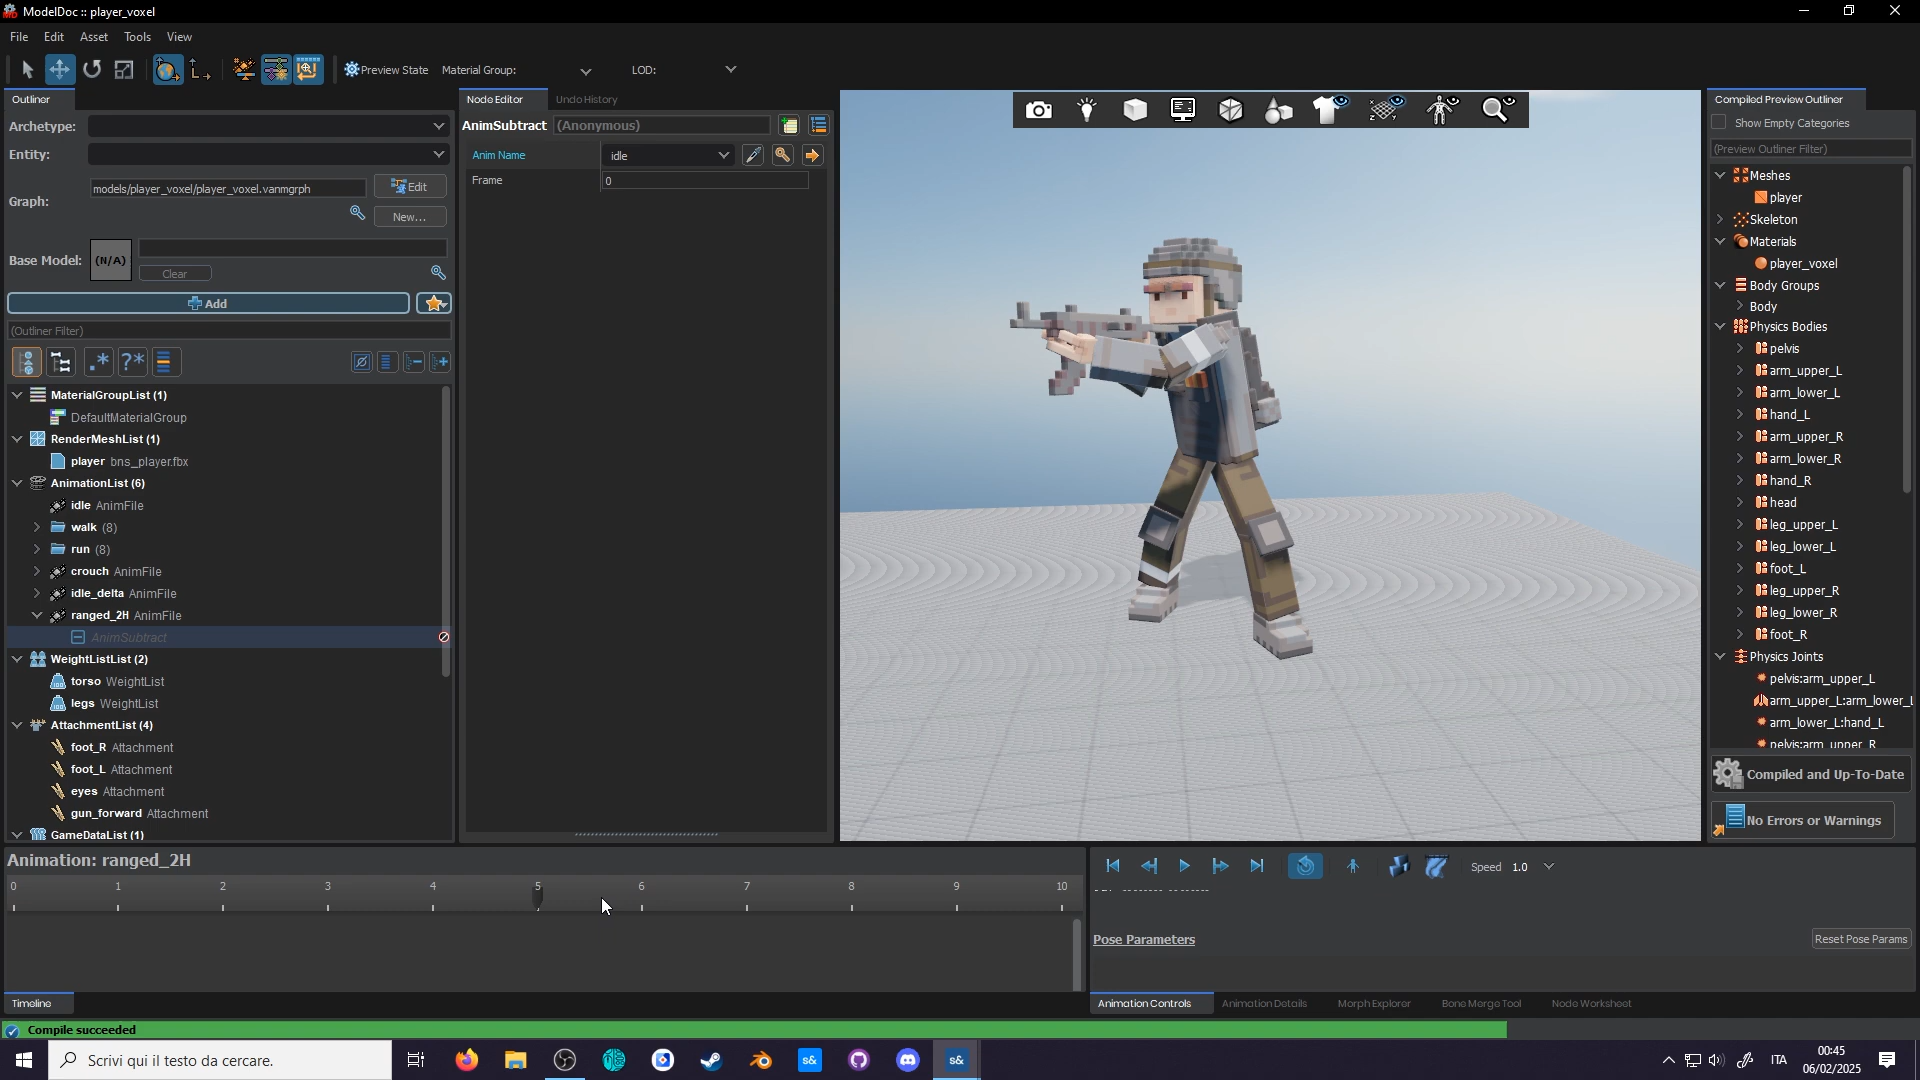 ModelDoc :: player_voxel
File Edit Asset Tools View
Preview State Material Group: LOD:
Outliner
Archetype:
Entity:
Graph:
models/player_voxel/player_voxel.vanmgrph
Edit
New...
Base Model:
(N/A)
Clear
Add
(Outliner Filter)
.* ?*
MaterialGroupList (1)
DefaultMaterialGroup
RenderMeshList (1)
player bns_player.fbx
AnimationList (6)
idle AnimFile
walk (8)
run (8)
crouch AnimFile
idle_delta AnimFile
ranged_2H AnimFile
AnimSubtract
WeightListList (2)
torso WeightList
legs WeightList
AttachmentList (4)
foot_R Attachment
foot_L Attachment
eyes Attachment
gun_forward Attachment
GameDataList (1)
Node Editor Undo History
AnimSubtract (Anonymous)
Anim Name idle
Frame 0
Compiled Preview Outliner
Show Empty Categories
(Preview Outliner Filter)
Meshes
player
Skeleton
Materials
player_voxel
Body Groups
Body
Physics Bodies
pelvis
arm_upper_L
arm_lower_L
hand_L
arm_upper_R
arm_lower_R
hand_R
head
leg_upper_L
leg_lower_L
foot_L
leg_upper_R
leg_lower_R
foot_R
Physics Joints
pelvis:arm_upper_L
arm_upper_L:arm_lower_L
arm_lower_L:hand_L
pelvis:arm_upper_R
Compiled and Up-To-Date
No Errors or Warnings
Animation: ranged_2H
0 1 2 3 4 5 6 7 8 9 10
Timeline
Speed 1.0
Pose Parameters
Reset Pose Params
Animation Controls Animation Details Morph Explorer Bone Merge Tool Node Worksheet
Compile succeeded
Scrivi qui il testo da cercare.
s&
s&
ITA
00:45
06/02/2025